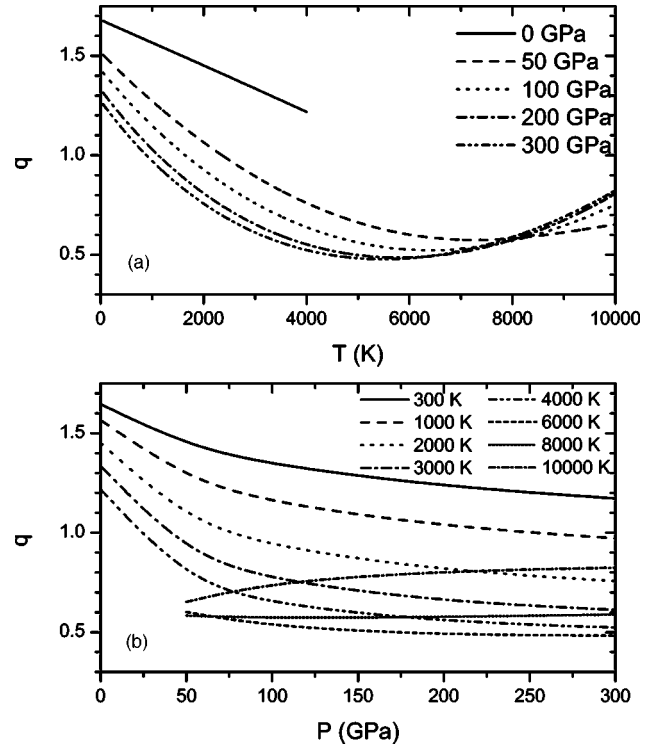 1.5
1.0
0.5
q
0 GPa
50 GPa
100 GPa
200 GPa
300 GPa
(a)
0 2000 4000 6000 8000 10000
T (K)
1.5
1.0
0.5
q
300 K 4000 K
1000 K 6000 K
2000 K 8000 K
3000 K 10000 K
(b)
0 50 100 150 200 250 300
P (GPa)